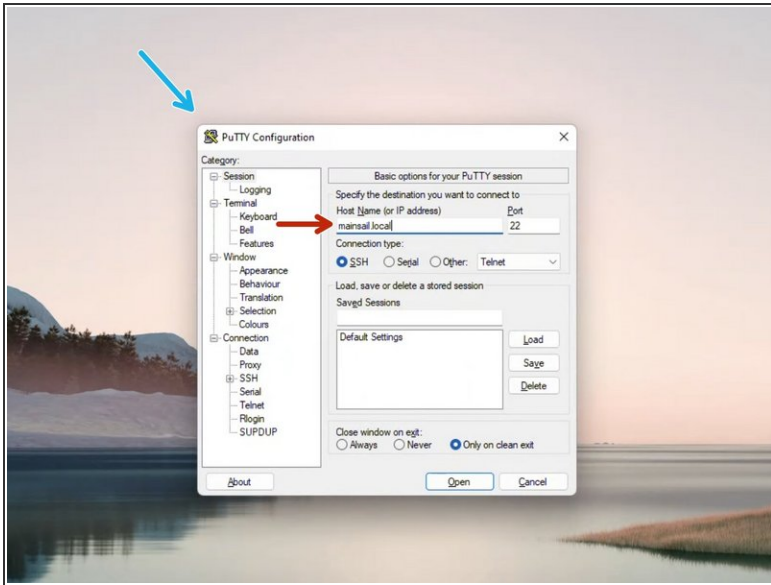 PuTTY Configuration
Category:
Session
Logging
Terminal
Keyboard
Bell
Features
Window
Appearance
Behaviour
Translation
Selection
Colours
Connection
Data
Proxy
SSH
Serial
Telnet
Rlogin
SUPDUP
Basic options for your PuTTY session
Specify the destination you want to connect to
Host Name (or IP address) Port
mainsail.local 22
Connection type:
SSH Serial Other: Telnet
Load, save or delete a stored session
Saved Sessions
Default Settings
Load
Save
Delete
Close window on exit:
Always Never Only on clean exit
About Open Cancel